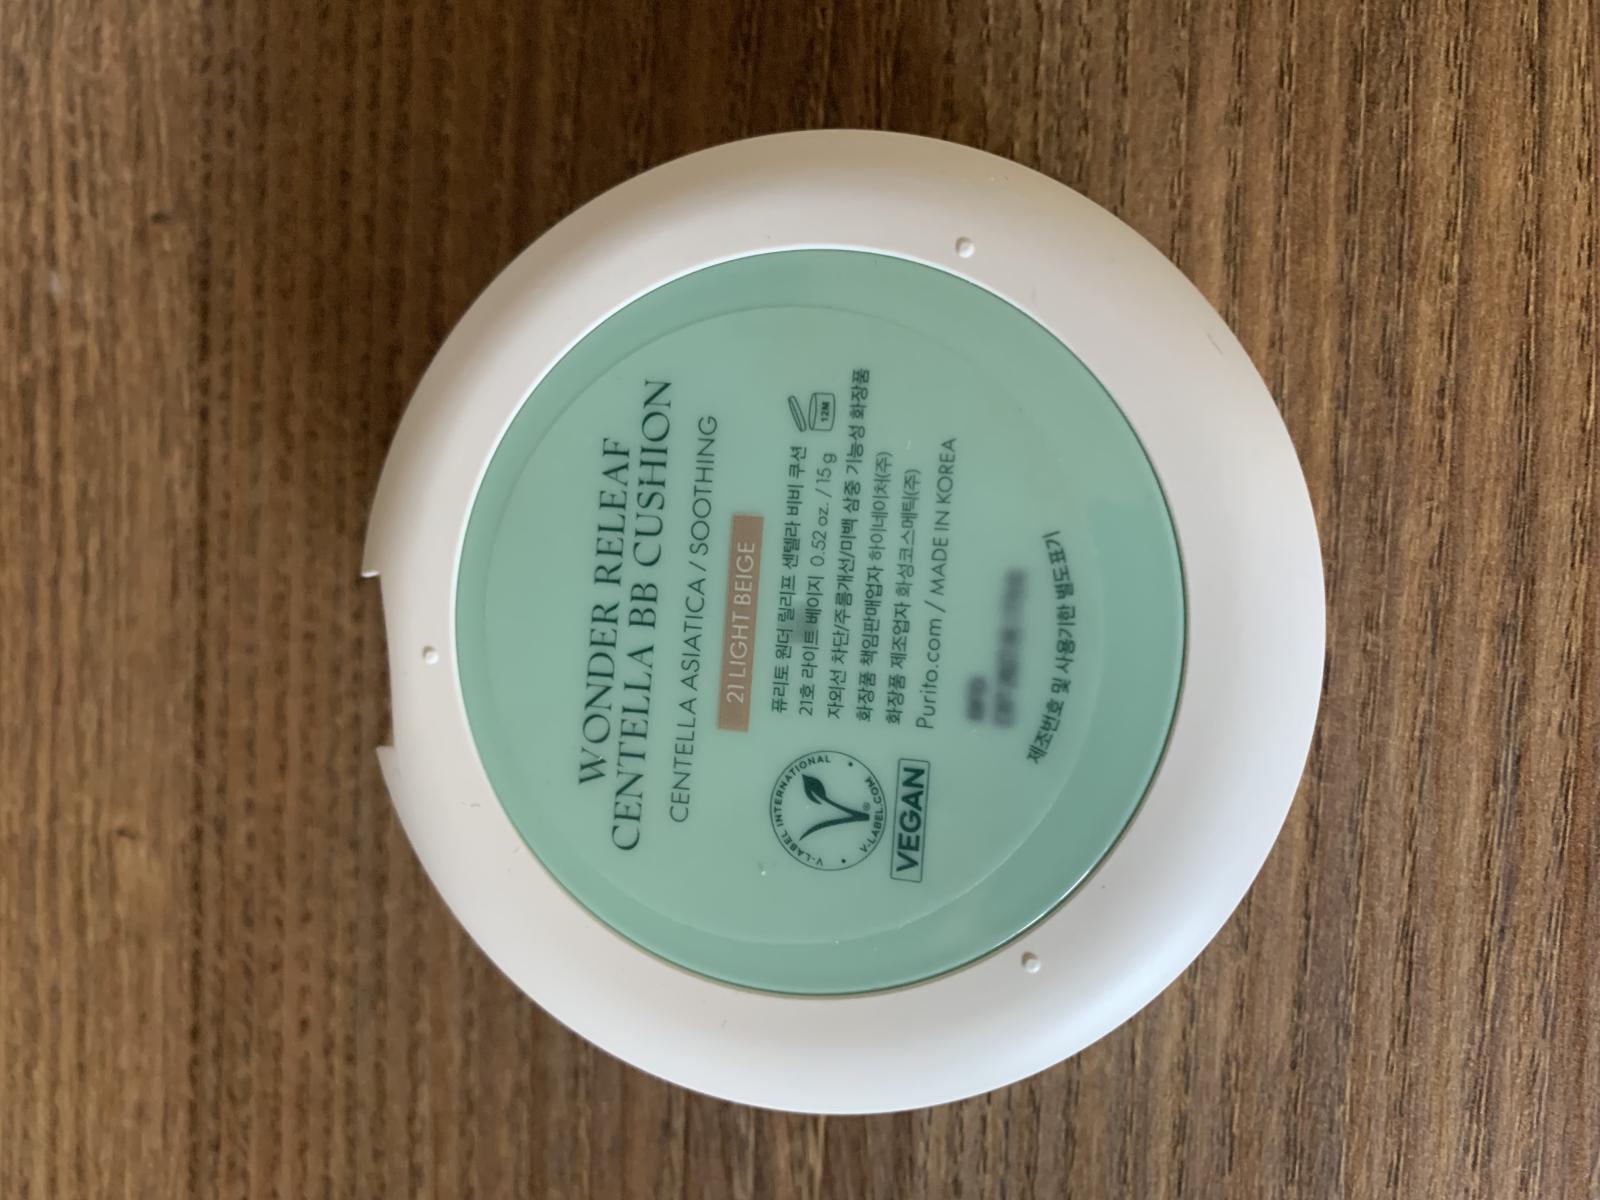 WONDER RELEAF
CENTELLA BB CUSHION
CENTELLA ASIATICA / SOOTHING
21 LIGHT BEIGE
퓨리토 원더 릴리프 센텔라 비비 쿠션
21호 라이트 베이지 0.52 oz. / 15 g
12M
자외선 차단/주름개선/미백 삼중 기능성 화장품
화장품 책임판매업자 하이네이처(주)
화장품 제조업자 화성코스메틱(주)
Purito.com / MADE IN KOREA
V-LABEL INTERNATIONAL
V-LABEL.COM
VEGAN
제조번호 및 사용기한 별도표기